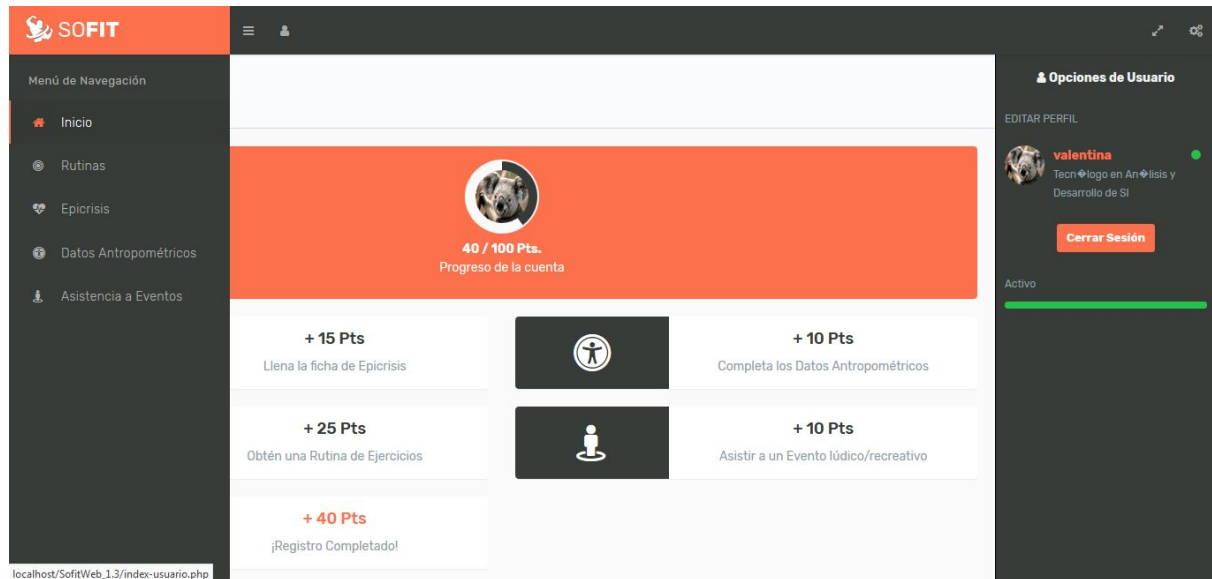 SOFIT
Menú de Navegación
Inicio
Rutinas
Epicrisis
Datos Antropométricos
Asistencia a Eventos
40 / 100 Pts.
Progreso de la cuenta
+ 15 Pts
Llena la ficha de Epicrisis
+ 10 Pts
Completa los Datos Antropométricos
+ 25 Pts
Obtén una Rutina de Ejercicios
+ 10 Pts
Asistir a un Evento lúdico/recreativo
+ 40 Pts
¡Registro Completado!
Opciones de Usuario
EDITAR PERFIL
valentina
Tecn�logo en An�lisis y
Desarrollo de SI
Cerrar Sesión
Activo
localhost/SofitWeb_1.3/index-usuario.php